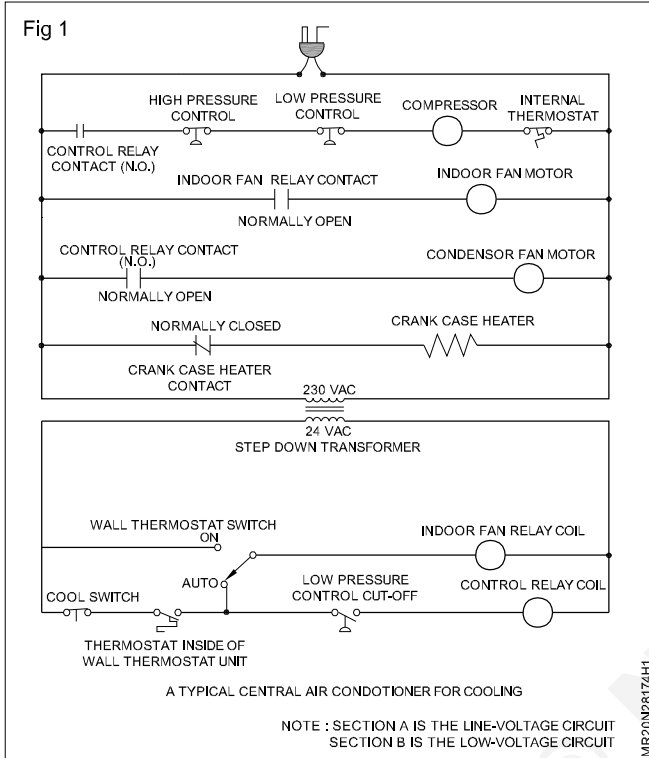 Fig 1
HIGH PRESSURE
CONTROL
LOW PRESSURE
CONTROL
COMPRESSOR
INTERNAL
THERMOSTAT
CONTROL RELAY
CONTACT (N.O.)
INDOOR FAN RELAY CONTACT
NORMALLY OPEN
INDOOR FAN MOTOR
CONTROL RELAY CONTACT
(N.O.)
NORMALLY OPEN
CONDENSOR FAN MOTOR
NORMALLY CLOSED
CRANK CASE HEATER
CONTACT
CRANK CASE HEATER
230 VAC
24 VAC
STEP DOWN TRANSFORMER
WALL THERMOSTAT SWITCH
ON
INDOOR FAN RELAY COIL
AUTO
LOW PRESSURE
CONTROL CUT-OFF
CONTROL RELAY COIL
COOL SWITCH
THERMOSTAT INSIDE OF
WALL THERMOSTAT UNIT
A TYPICAL CENTRAL AIR CONDOTIONER FOR COOLING
NOTE : SECTION A IS THE LINE-VOLTAGE CIRCUIT
SECTION B IS THE LOW-VOLTAGE CIRCUIT
MR20N28174H1